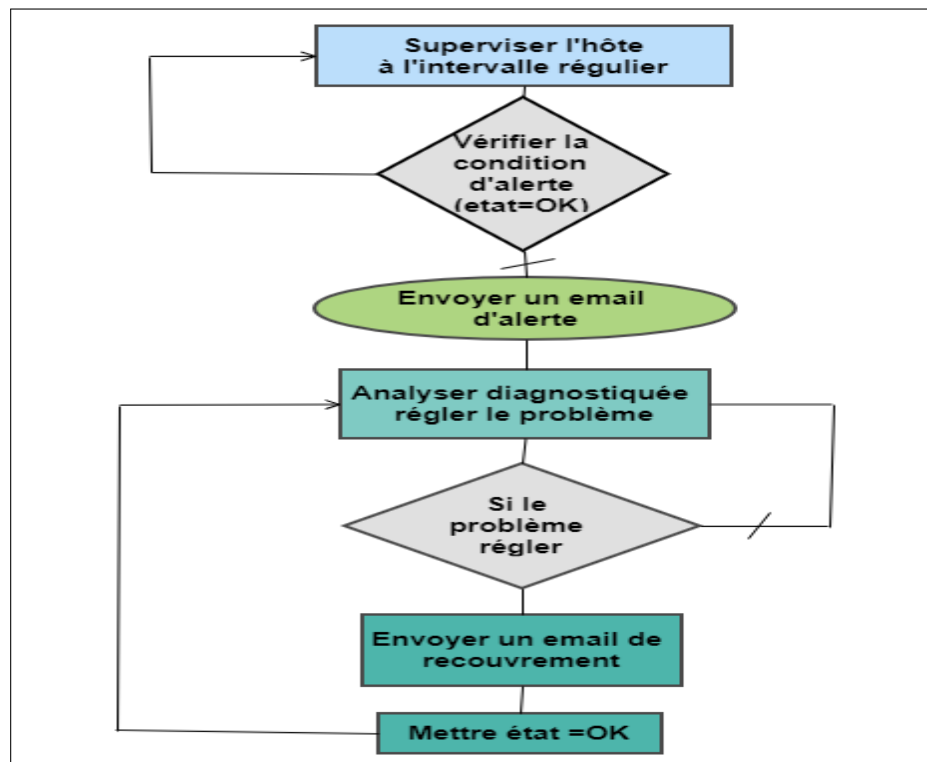 Superviser l'hôte
à l'intervalle régulier
Vérifier la
condition
d'alerte
(etat=OK)
Envoyer un email
d'alerte
Analyser diagnostiquée
régler le problème
Si le
problème
régler
Envoyer un email de
recouvrement
Mettre état =OK